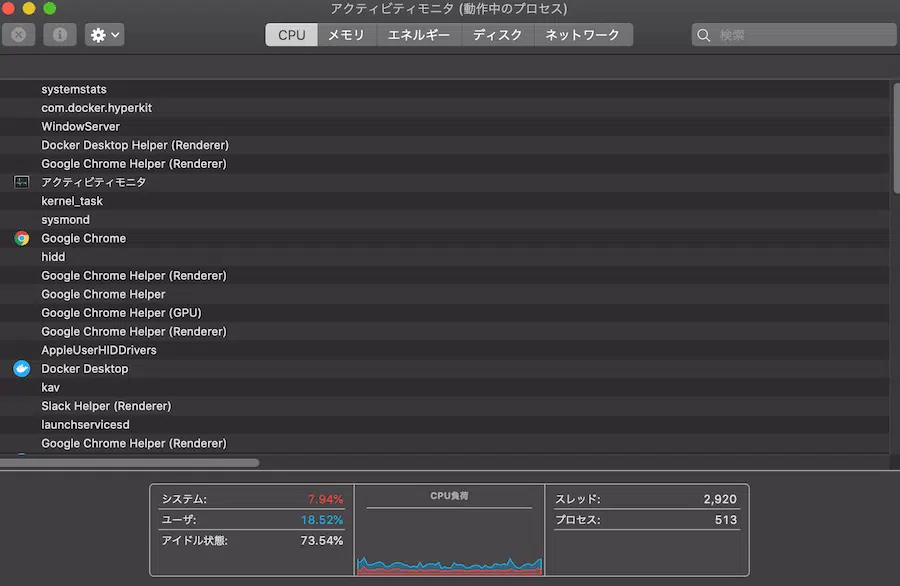 アクティビティモニタ (動作中のプロセス)
CPU メモリ エネルギー ディスク ネットワーク 検索
systemstats
com.docker.hyperkit
WindowServer
Docker Desktop Helper (Renderer)
Google Chrome Helper (Renderer)
アクティビティモニタ
kernel_task
sysmond
Google Chrome
hidd
Google Chrome Helper (Renderer)
Google Chrome Helper
Google Chrome Helper (GPU)
Google Chrome Helper (Renderer)
AppleUserHIDDrivers
Docker Desktop
kav
Slack Helper (Renderer)
launchservicesd
Google Chrome Helper (Renderer)
システム: 7.94%
ユーザ: 18.52%
アイドル状態: 73.54%
CPU負荷
スレッド: 2,920
プロセス: 513